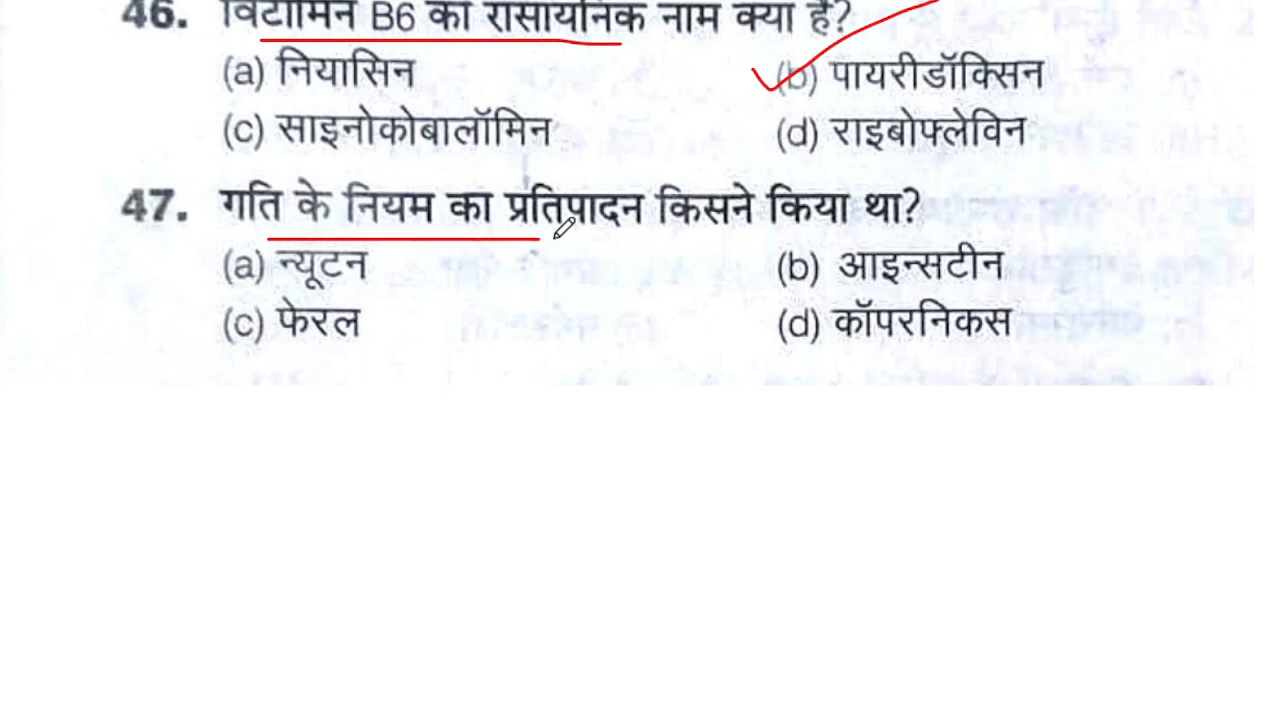 46. विटामिन B6 का रासायनिक नाम क्या है?
(a) नियासिन (b) पायरीडॉक्सिन
(c) साइनोकोबालॉमिन (d) राइबोफ्लेविन
47. गति के नियम का प्रतिपादन किसने किया था?
(a) न्यूटन (b) आइन्सटीन
(c) फेरल (d) कॉपरनिकस